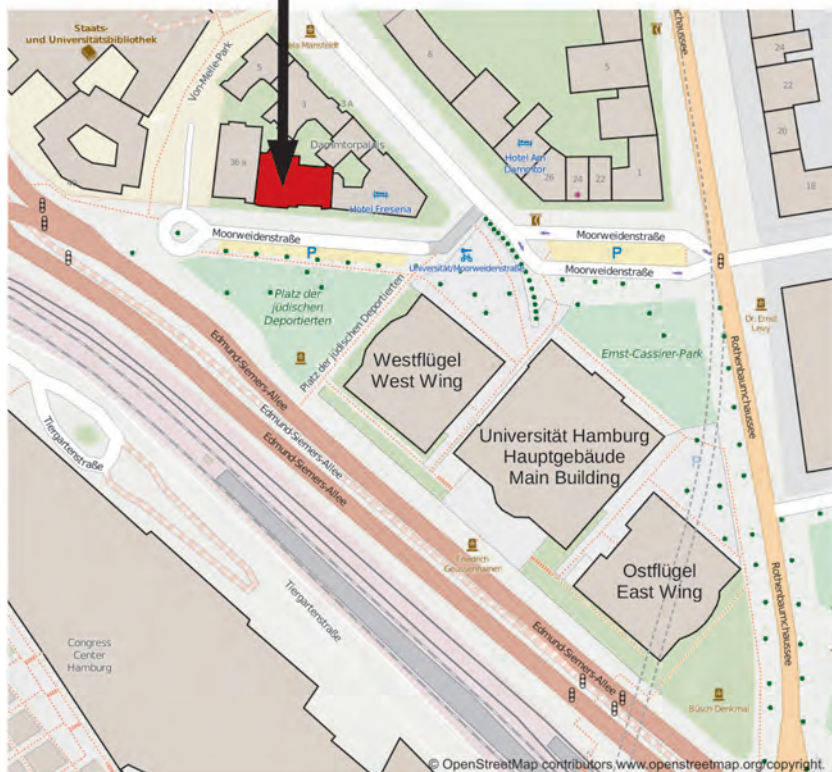 Staats-
und Universitätsbibliothek
Von-Melle-Park
5
3
3A
Dammtorpalais
36 a
Hotel Fresena
6
5
Hotel Am
Dammtor
26
24
22
1
24
22
20
18
Moorweidenstraße
P
Universität/Moorweidenstraße
Moorweidenstraße
P
Moorweidenstraße
Platz der
jüdischen
Deportierten
Platz der jüdischen Deportierten
Westflügel
West Wing
Ernst-Cassirer-Park
Dr. Ernst
Levy
Rothenbaumchaussee
Rothenbaumchaussee
Rothenbaumchaussee
Universität Hamburg
Hauptgebäude
Main Building
Edmund-Siemers-Allee
Edmund-Siemers-Allee
Edmund-Siemers-Allee
Tiergartenstraße
Ostflügel
East Wing
Friedrich
Tiergartenstraße
Edmund-Siemers-Allee
Congress
Center
Hamburg
Büsch-Denkmal
© OpenStreetMap contributors,www.openstreetmap.org/copyright.